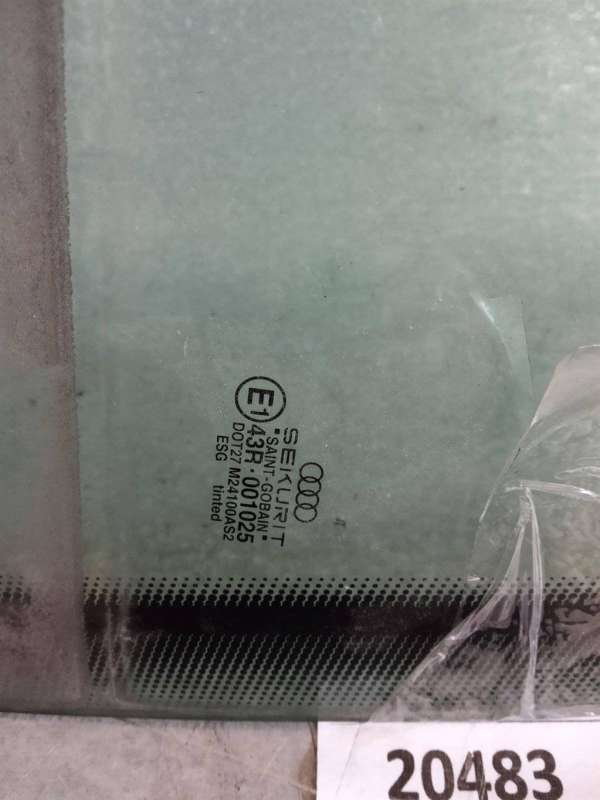 SEKURIT
"SAINT-GOBAIN"
E1 43R-001025
DOT27 M24100AS2
ESG tinted
20483